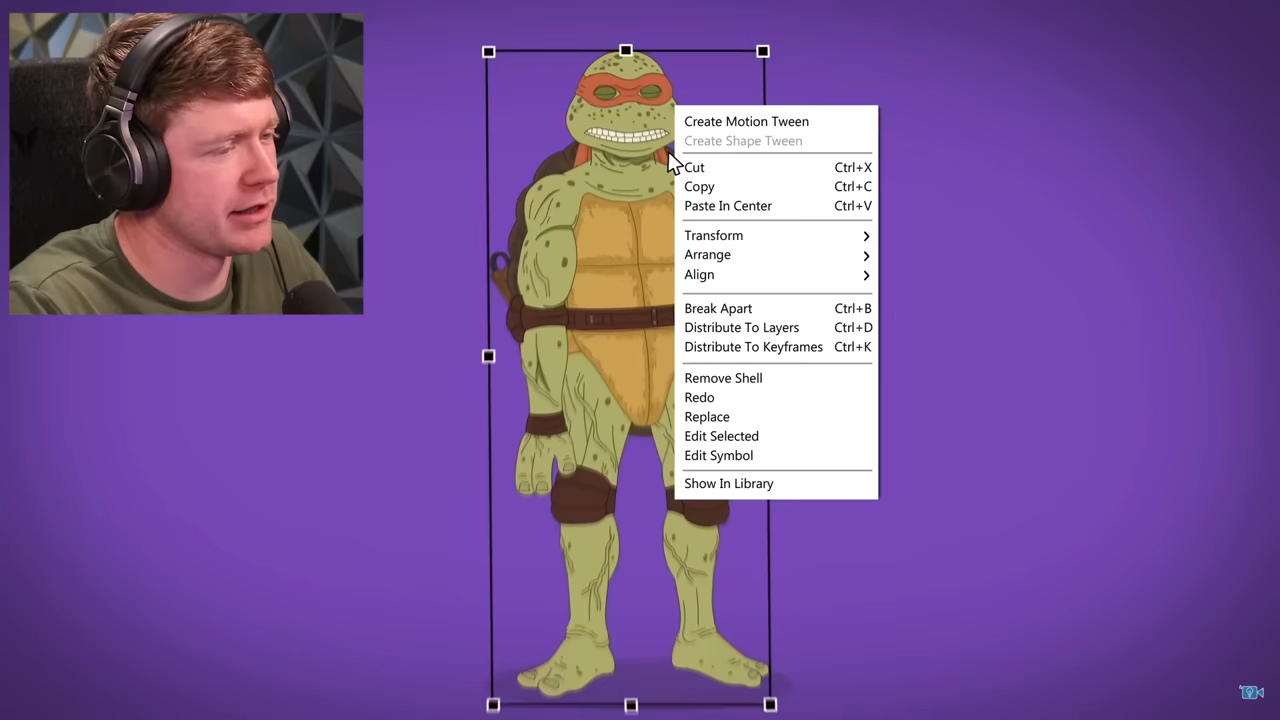 Create Motion Tween
Create Shape Tween
Cut Ctrl+X
Copy Ctrl+C
Paste In Center Ctrl+V
Transform
Arrange
Align
Break Apart Ctrl+B
Distribute To Layers Ctrl+D
Distribute To Keyframes Ctrl+K
Remove Shell
Redo
Replace
Edit Selected
Edit Symbol
Show In Library